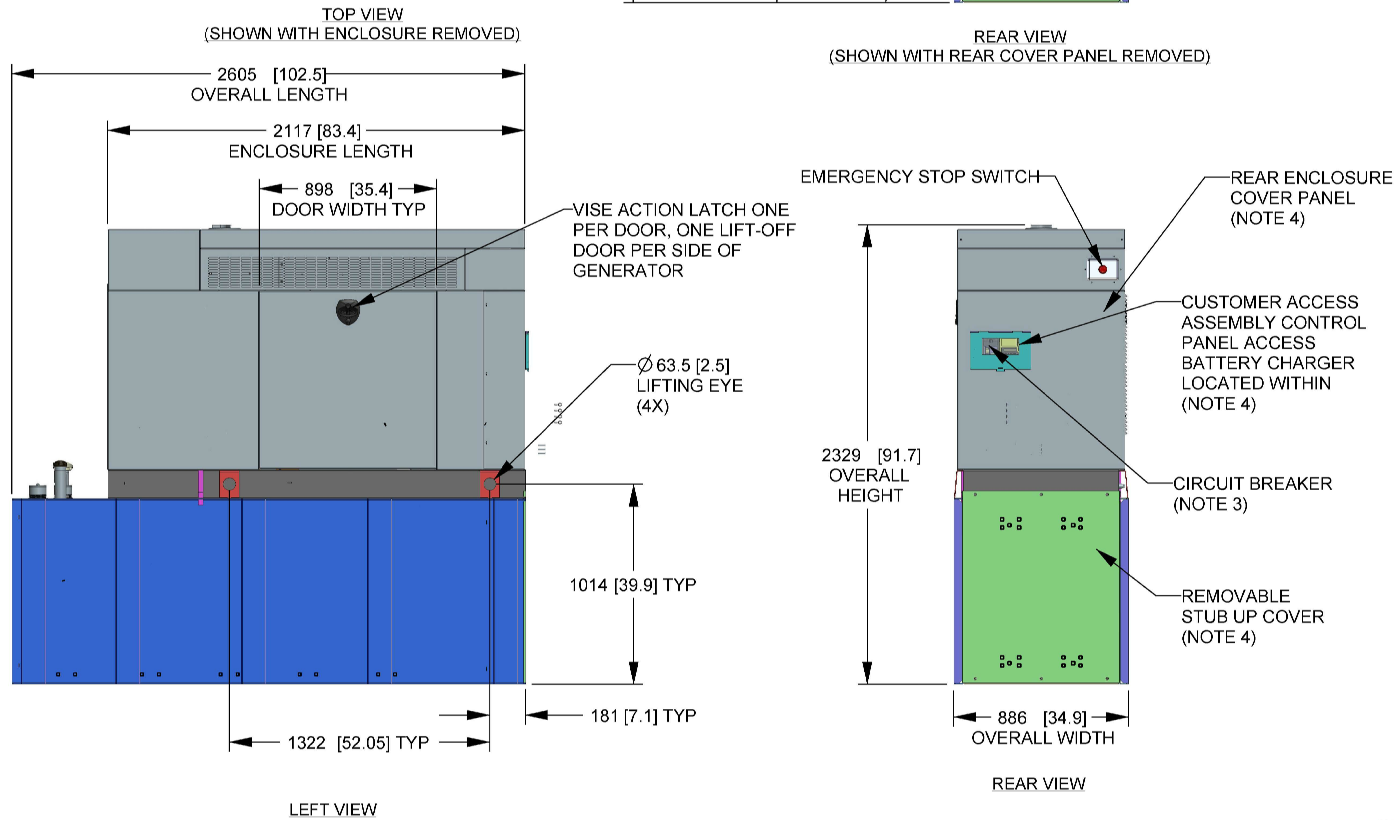 TOP VIEW
(SHOWN WITH ENCLOSURE REMOVED)
REAR VIEW
(SHOWN WITH REAR COVER PANEL REMOVED)
2605 [102.5]
OVERALL LENGTH
2117 [83.4]
ENCLOSURE LENGTH
898 [35.4]
DOOR WIDTH TYP
VISE ACTION LATCH ONE
PER DOOR, ONE LIFT-OFF
DOOR PER SIDE OF
GENERATOR
Ø 63.5 [2.5]
LIFTING EYE
(4X)
1014 [39.9] TYP
181 [7.1] TYP
1322 [52.05] TYP
LEFT VIEW
EMERGENCY STOP SWITCH
REAR ENCLOSURE
COVER PANEL
(NOTE 4)
CUSTOMER ACCESS
ASSEMBLY CONTROL
PANEL ACCESS
BATTERY CHARGER
LOCATED WITHIN
(NOTE 4)
2329 [91.7]
OVERALL
HEIGHT
CIRCUIT BREAKER
(NOTE 3)
REMOVABLE
STUB UP COVER
(NOTE 4)
886 [34.9]
OVERALL WIDTH
REAR VIEW